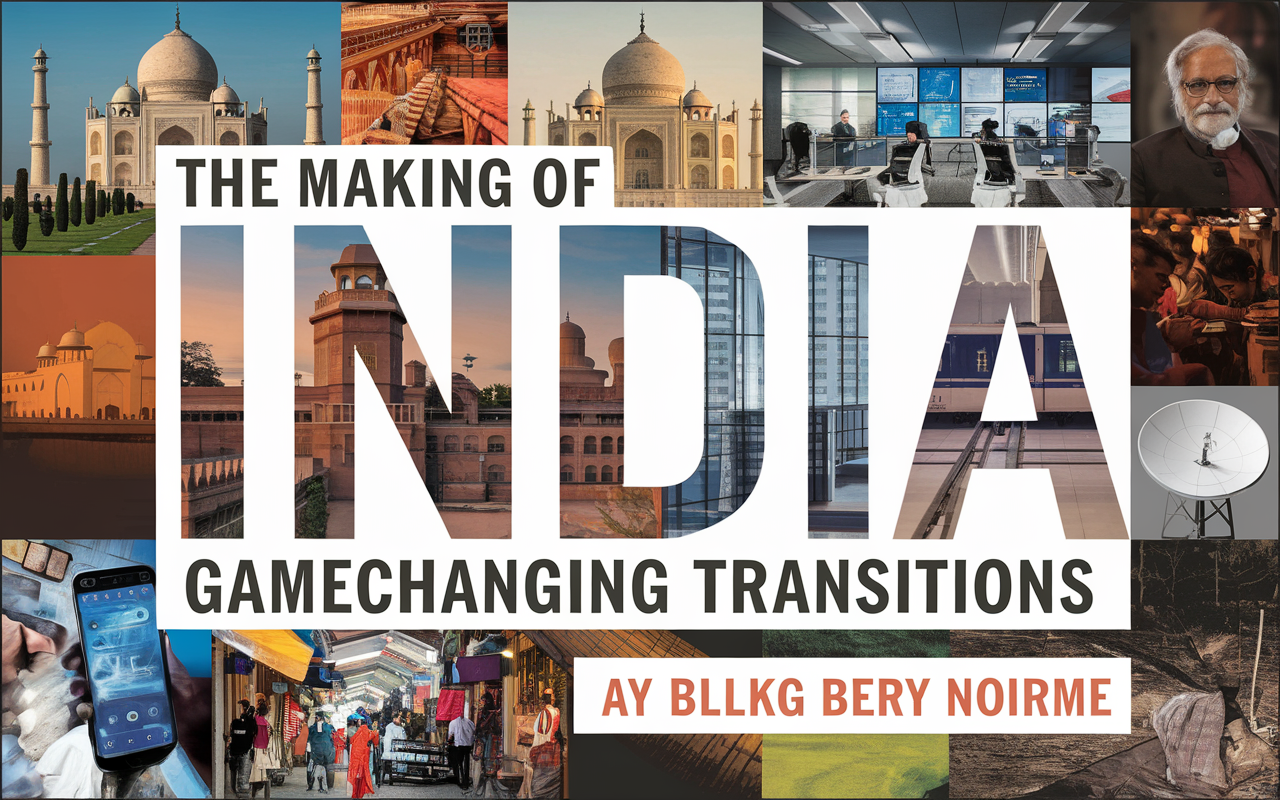 THE MAKING OF
INDIA
GAMECHANGING TRANSITIONS
AY BLLKG BERY NOIRME